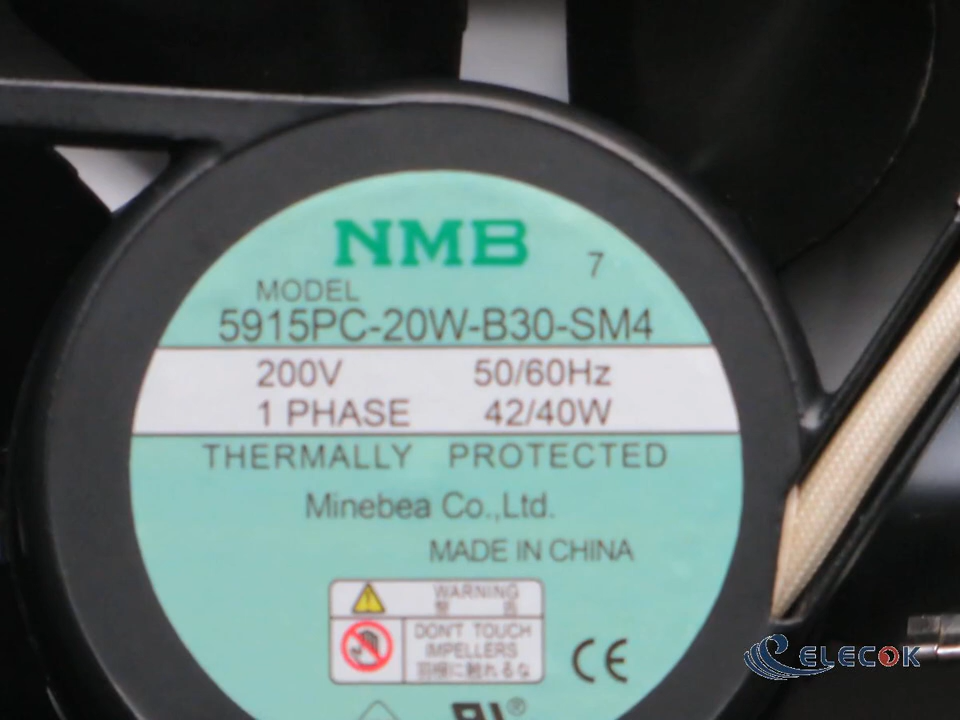 NMB
7
MODEL
5915PC-20W-B30-SM4
200V 50/60Hz
1 PHASE 42/40W
THERMALLY PROTECTED
Minebea Co.,Ltd.
MADE IN CHINA
WARNING
警 告
DON'T TOUCH
IMPELLERS
羽根に触れるな
CE
ELECOK